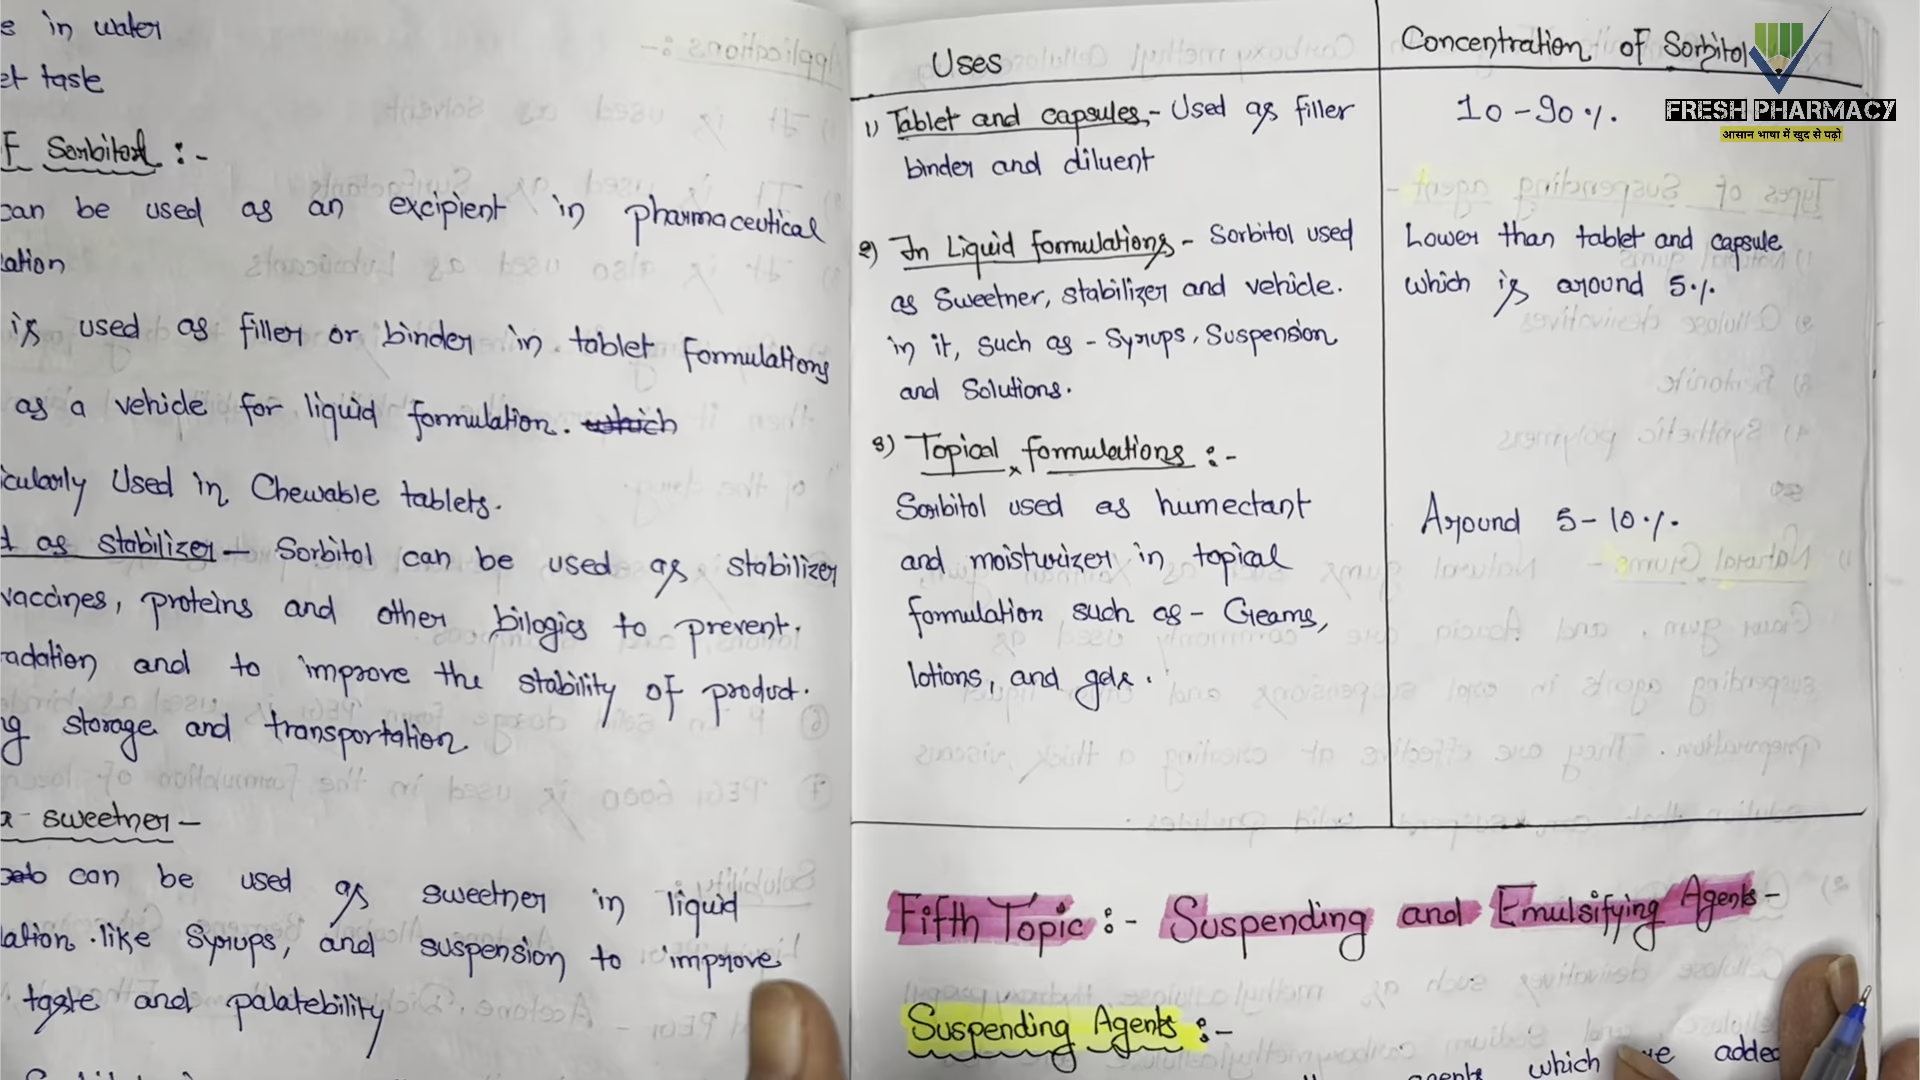 in water
taste
Sorbitol :-
can be used as an excipient in pharmaceutical
ation
is used as filler or binder in tablet formulations
as a vehicle for liquid formulation. which
cularly Used in Chewable tablets.
as stabilizer - Sorbitol can be used as stabilizer
vaccines, proteins and other bilogics to prevent.
adation and to improve the stability of product.
storage and transportation
sweetner -
can be used as sweetner in liquid
lation like Syrups, and suspension to improve
taste and palatebility
Uses
Concentration of Sorbitol
1) Tablet and capsules - Used as filler
binder and diluent
10-90%.
2) In Liquid formulations - Sorbitol used
as Sweetner, stabilizer and vehicle.
in it, such as - Syrups, Suspension
and Solutions.
Lower than tablet and capsule
which is around 5%.
3) Topical formulations :-
Sorbitol used as humectant
and moisturizer in topical
formulation such as - Creams,
lotions, and gels.
Around 5-10%.
Fifth Topic :- Suspending and Emulsifying Agents -
Suspending Agents :-
agents which are added
FRESH PHARMACY
आसान भाषा में खुद से पढ़ो